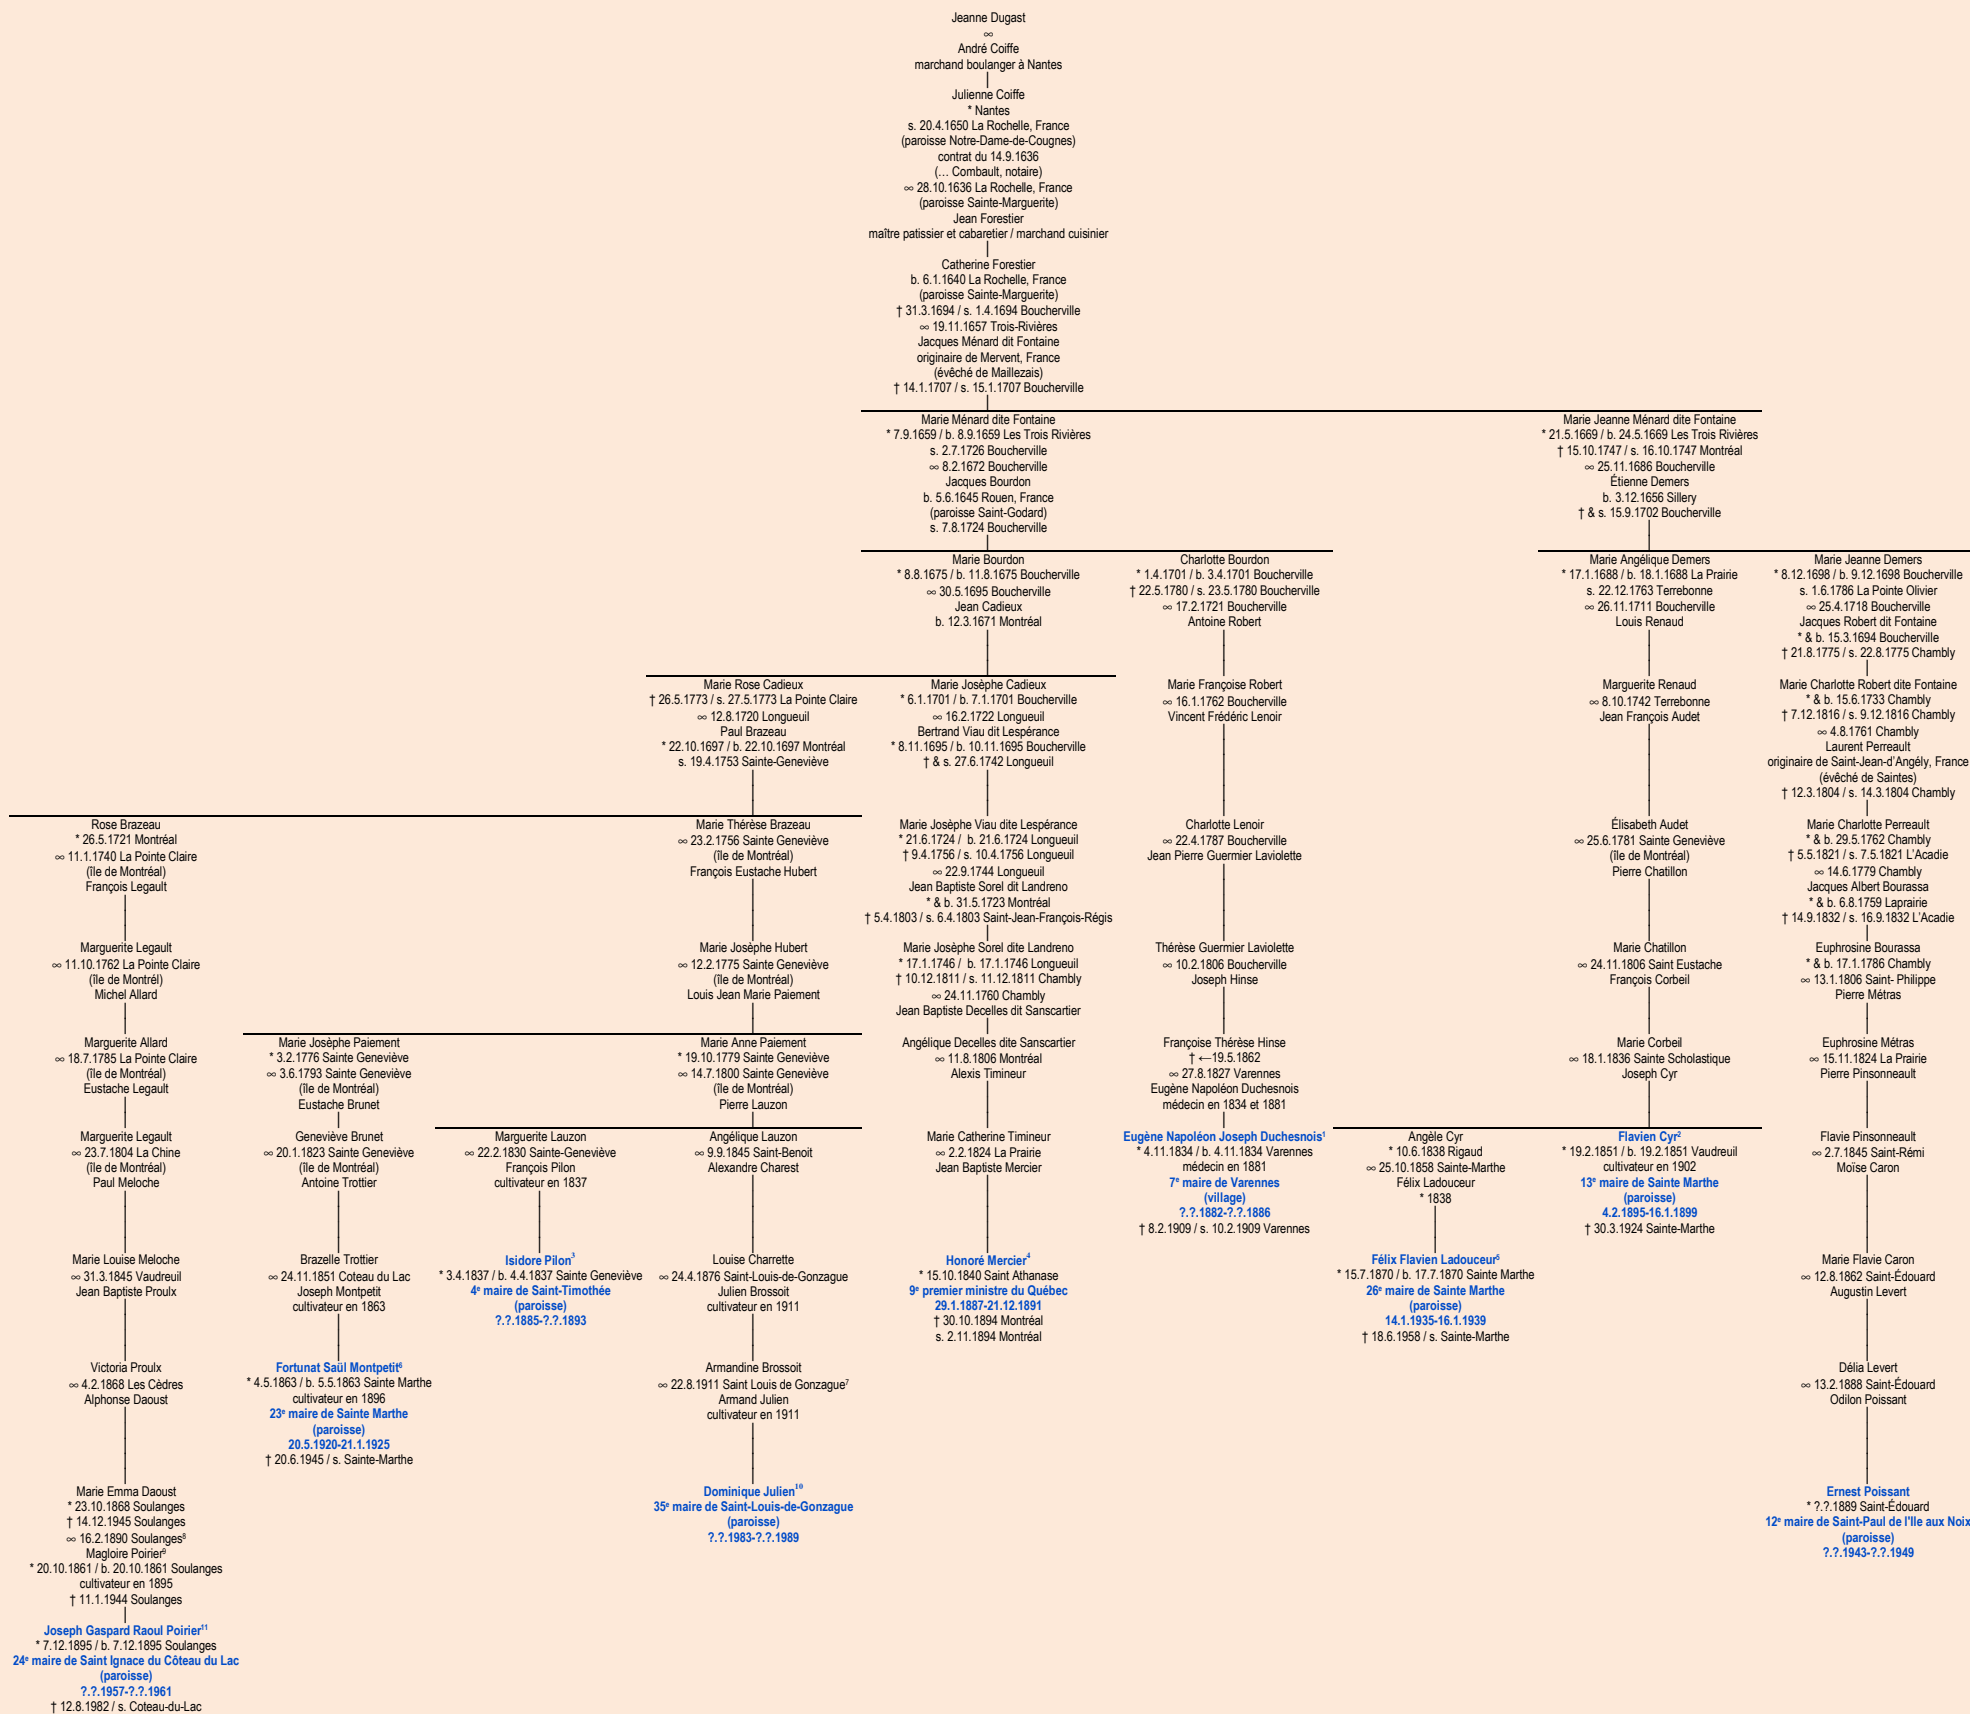 Jeanne Dugast
∞
André Coiffe
marchand boulanger à Nantes
Julienne Coiffe
* Nantes
s. 20.4.1650 La Rochelle, France
(paroisse Notre-Dame-de-Cougnes)
contrat du 14.9.1636
(… Combault, notaire)
∞ 28.10.1636 La Rochelle, France
(paroisse Sainte-Marguerite)
Jean Forestier
maître patissier et cabaretier / marchand cuisinier
Catherine Forestier
b. 6.1.1640 La Rochelle, France
(paroisse Sainte-Marguerite)
† 31.3.1694 / s. 1.4.1694 Boucherville
∞ 19.11.1657 Trois-Rivières
Jacques Ménard dit Fontaine
originaire de Mervent, France
(évêché de Maillezais)
† 14.1.1707 / s. 15.1.1707 Boucherville
Marie Ménard dite Fontaine
* 7.9.1659 / b. 8.9.1659 Les Trois Rivières
s. 2.7.1726 Boucherville
∞ 8.2.1672 Boucherville
Jacques Bourdon
b. 5.6.1645 Rouen, France
(paroisse Saint-Godard)
s. 7.8.1724 Boucherville
Marie Jeanne Ménard dite Fontaine
* 21.5.1669 / b. 24.5.1669 Les Trois Rivières
† 15.10.1747 / s. 16.10.1747 Montréal
∞ 25.11.1686 Boucherville
Étienne Demers
b. 3.12.1656 Sillery
† & s. 15.9.1702 Boucherville
Marie Bourdon
* 8.8.1675 / b. 11.8.1675 Boucherville
∞ 30.5.1695 Boucherville
Jean Cadieux
b. 12.3.1671 Montréal
Charlotte Bourdon
* 1.4.1701 / b. 3.4.1701 Boucherville
† 22.5.1780 / s. 23.5.1780 Boucherville
∞ 17.2.1721 Boucherville
Antoine Robert
Marie Angélique Demers
* 17.1.1688 / b. 18.1.1688 La Prairie
s. 22.12.1763 Terrebonne
∞ 26.11.1711 Boucherville
Louis Renaud
Marie Jeanne Demers
* 8.12.1698 / b. 9.12.1698 Boucherville
s. 1.6.1786 La Pointe Olivier
∞ 25.4.1718 Boucherville
Jacques Robert dit Fontaine
* & b. 15.3.1694 Boucherville
† 21.8.1775 / s. 22.8.1775 Chambly
Marie Rose Cadieux
† 26.5.1773 / s. 27.5.1773 La Pointe Claire
∞ 12.8.1720 Longueuil
Paul Brazeau
* 22.10.1697 / b. 22.10.1697 Montréal
s. 19.4.1753 Sainte-Geneviève
Marie Josèphe Cadieux
* 6.1.1701 / b. 7.1.1701 Boucherville
∞ 16.2.1722 Longueuil
Bertrand Viau dit Lespérance
* 8.11.1695 / b. 10.11.1695 Boucherville
† & s. 27.6.1742 Longueuil
Marie Françoise Robert
∞ 16.1.1762 Boucherville
Vincent Frédéric Lenoir
Marguerite Renaud
∞ 8.10.1742 Terrebonne
Jean François Audet
Marie Charlotte Robert dite Fontaine
* & b. 15.6.1733 Chambly
† 7.12.1816 / s. 9.12.1816 Chambly
∞ 4.8.1761 Chambly
Laurent Perreault
originaire de Saint-Jean-d'Angély, France
(évêché de Saintes)
† 12.3.1804 / s. 14.3.1804 Chambly
Rose Brazeau
* 26.5.1721 Montréal
∞ 11.1.1740 La Pointe Claire
(île de Montréal)
François Legault
Marie Thérèse Brazeau
∞ 23.2.1756 Sainte Geneviève
(île de Montréal)
François Eustache Hubert
Marie Josèphe Viau dite Lespérance
* 21.6.1724 / b. 21.6.1724 Longueuil
† 9.4.1756 / s. 10.4.1756 Longueuil
∞ 22.9.1744 Longueuil
Jean Baptiste Sorel dit Landreno
* & b. 31.5.1723 Montréal
† 5.4.1803 / s. 6.4.1803 Saint-Jean-François-Régis
Charlotte Lenoir
∞ 22.4.1787 Boucherville
Jean Pierre Guermier Laviolette
Élisabeth Audet
∞ 25.6.1781 Sainte Geneviève
(île de Montréal)
Pierre Chatillon
Marie Charlotte Perreault
* & b. 29.5.1762 Chambly
† 5.5.1821 / s. 7.5.1821 L'Acadie
∞ 14.6.1779 Chambly
Jacques Albert Bourassa
* & b. 6.8.1759 Laprairie
† 14.9.1832 / s. 16.9.1832 L'Acadie
Marguerite Legault
∞ 11.10.1762 La Pointe Claire
(île de Montrél)
Michel Allard
Marie Josèphe Hubert
∞ 12.2.1775 Sainte Geneviève
(île de Montréal)
Louis Jean Marie Paiement
Marie Josèphe Sorel dite Landreno
* 17.1.1746 / b. 17.1.1746 Longueuil
† 10.12.1811 / s. 11.12.1811 Chambly
∞ 24.11.1760 Chambly
Jean Baptiste Decelles dit Sanscartier
Thérèse Guermier Laviolette
∞ 10.2.1806 Boucherville
Joseph Hinse
Marie Chatillon
∞ 24.11.1806 Saint Eustache
François Corbeil
Euphrosine Bourassa
* & b. 17.1.1786 Chambly
∞ 13.1.1806 Saint- Philippe
Pierre Métras
Marguerite Allard
∞ 18.7.1785 La Pointe Claire
(île de Montréal)
Eustache Legault
Marie Josèphe Paiement
* 3.2.1776 Sainte Geneviève
∞ 3.6.1793 Sainte Geneviève
(île de Montréal)
Eustache Brunet
Marie Anne Paiement
* 19.10.1779 Sainte Geneviève
∞ 14.7.1800 Sainte Geneviève
(île de Montréal)
Pierre Lauzon
Angélique Decelles dite Sanscartier
∞ 11.8.1806 Montréal
Alexis Timineur
Françoise Thérèse Hinse
† ←19.5.1862
∞ 27.8.1827 Varennes
Eugène Napoléon Duchesnois
médecin en 1834 et 1881
Marie Corbeil
∞ 18.1.1836 Sainte Scholastique
Joseph Cyr
Euphrosine Métras
∞ 15.11.1824 La Prairie
Pierre Pinsonneault
Marguerite Legault
∞ 23.7.1804 La Chine
(île de Montréal)
Paul Meloche
Geneviève Brunet
∞ 20.1.1823 Sainte Geneviève
(île de Montréal)
Antoine Trottier
Marguerite Lauzon
∞ 22.2.1830 Sainte-Geneviève
François Pilon
cultivateur en 1837
Angélique Lauzon
∞ 9.9.1845 Saint-Benoit
Alexandre Charest
Marie Catherine Timineur
∞ 2.2.1824 La Prairie
Jean Baptiste Mercier
Eugène Napoléon Joseph Duchesnois¹
* 4.11.1834 / b. 4.11.1834 Varennes
médecin en 1881
7e maire de Varennes
(village)
?.?.1882-?.?.1886
† 8.2.1909 / s. 10.2.1909 Varennes
Angèle Cyr
* 10.6.1838 Rigaud
∞ 25.10.1858 Sainte-Marthe
Félix Ladouceur
* 1838
Flavien Cyr²
* 19.2.1851 / b. 19.2.1851 Vaudreuil
cultivateur en 1902
13e maire de Sainte Marthe
(paroisse)
4.2.1895-16.1.1899
† 30.3.1924 Sainte-Marthe
Flavie Pinsonneault
∞ 2.7.1845 Saint-Rémi
Moïse Caron
Marie Louise Meloche
∞ 31.3.1845 Vaudreuil
Jean Baptiste Proulx
Brazelle Trottier
∞ 24.11.1851 Coteau du Lac
Joseph Montpetit
cultivateur en 1863
Isidore Pilon³
* 3.4.1837 / b. 4.4.1837 Sainte Geneviève
4e maire de Saint-Timothée
(paroisse)
?.?.1885-?.?.1893
Louise Charrette
∞ 24.4.1876 Saint-Louis-de-Gonzague
Julien Brossoit
cultivateur en 1911
Honoré Mercier⁴
* 15.10.1840 Saint Athanase
9e premier ministre du Québec
29.1.1887-21.12.1891
† 30.10.1894 Montréal
s. 2.11.1894 Montréal
Félix Flavien Ladouceur⁵
* 15.7.1870 / b. 17.7.1870 Sainte Marthe
26e maire de Sainte Marthe
(paroisse)
14.1.1935-16.1.1939
† 18.6.1958 / s. Sainte-Marthe
Marie Flavie Caron
∞ 12.8.1862 Saint-Édouard
Augustin Levert
Victoria Proulx
∞ 4.2.1868 Les Cèdres
Alphonse Daoust
Fortunat Saül Montpetit⁶
* 4.5.1863 / b. 5.5.1863 Sainte Marthe
cultivateur en 1896
23e maire de Sainte Marthe
(paroisse)
20.5.1920-21.1.1925
† 20.6.1945 / s. Sainte-Marthe
Armandine Brossoit
∞ 22.8.1911 Saint Louis de Gonzague⁷
Armand Julien
cultivateur en 1911
Délia Levert
∞ 13.2.1888 Saint-Édouard
Odilon Poissant
Marie Emma Daoust
* 23.10.1868 Soulanges
† 14.12.1945 Soulanges
∞ 16.2.1890 Soulanges⁸
Magloire Poirier⁹
* 20.10.1861 / b. 20.10.1861 Soulanges
cultivateur en 1895
† 11.1.1944 Soulanges
Dominique Julien¹⁰
35e maire de Saint-Louis-de-Gonzague
(paroisse)
?.?.1983-?.?.1989
Ernest Poissant
* ?.?.1889 Saint-Édouard
12e maire de Saint-Paul de l'Ile aux Noix
(paroisse)
?.?.1943-?.?.1949
Joseph Gaspard Raoul Poirier¹¹
* 7.12.1895 / b. 7.12.1895 Soulanges
24e maire de Saint Ignace du Côteau du Lac
(paroisse)
?.?.1957-?.?.1961
† 12.8.1982 / s. Coteau-du-Lac